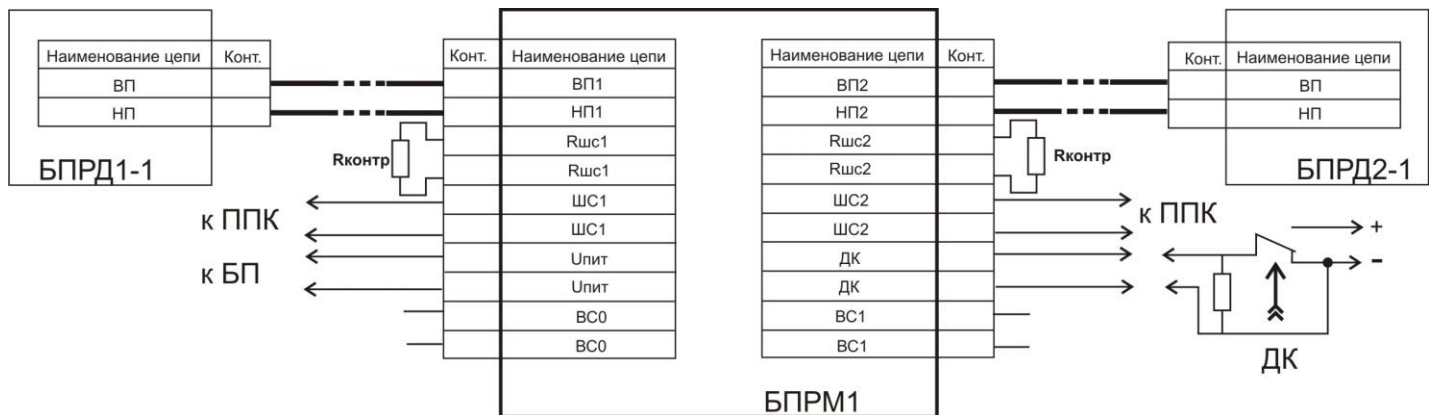 Наименование цепи Конт.
ВП
НП
БПРД1-1
Конт. Наименование цепи
ВП1
НП1
Rшс1
Rшс1
ШС1
ШС1
Uпит
Uпит
ВС0
ВС0
Rконтр
к ППК
к БП
Наименование цепи Конт.
ВП2
НП2
Rшс2
Rшс2
ШС2
ШС2
ДК
ДК
ВС1
ВС1
БПРМ1
Rконтр
к ППК
Конт. Наименование цепи
ВП
НП
БПРД2-1
+
-
ДК